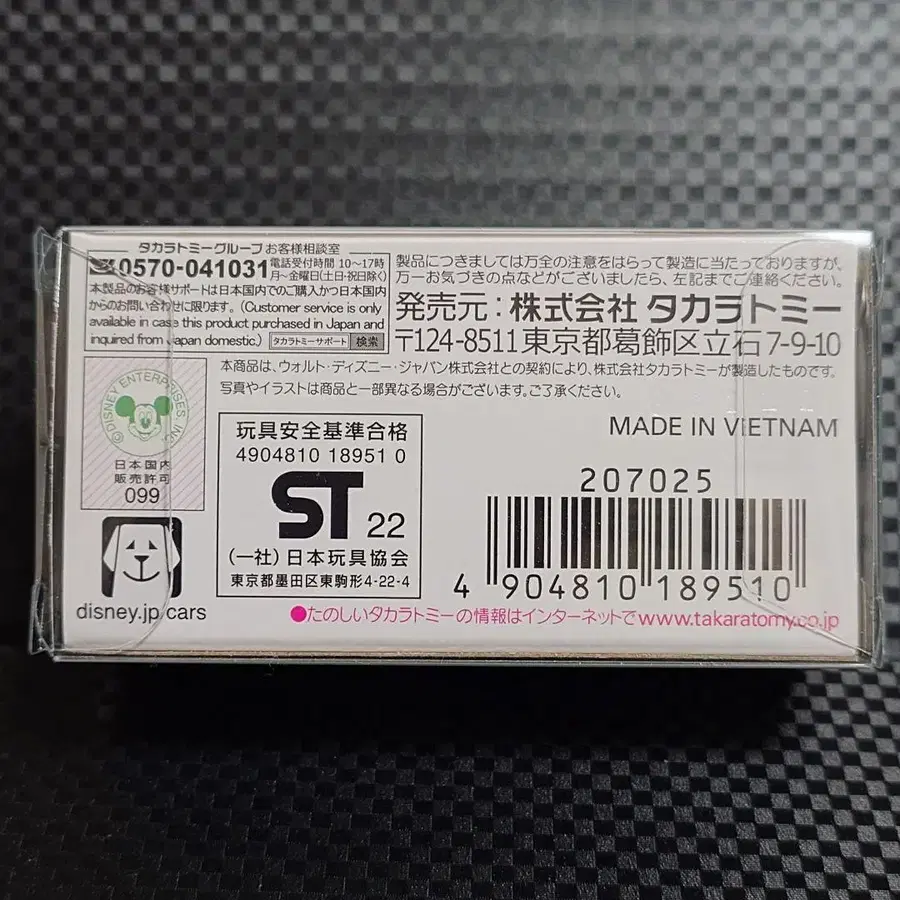 タカラトミーグループ お客様相談室
0570-041031 電話受付時間 10〜17時
月〜金曜日(土・日・祝日除く)
本製品のお客様サポートは日本国内でのご購入かつ日本国内
からのお問い合わせに限ります。(Customer service is only
available in case this product purchased in Japan and
inquired from Japan domestic.) タカラトミーサポート 検索
製品につきましては万全の注意をはらって製造に当たっておりますが、
万一お気づきの点などがございましたら、左記までご連絡ください。
発売元:株式会社 タカラトミー
〒124-8511 東京都葛飾区立石 7-9-10
本商品は、ウォルト・ディズニー・ジャパン株式会社との契約により、株式会社タカラトミーが製造したものです。
写真やイラストは商品と一部異なる場合がございます。ご了承ください。
©DISNEY ENTERPRISES INC.
日本国内
販売許可
099
disney.jp/cars
玩具安全基準合格
4904810 18951 0
ST 22
(一社)日本玩具協会
東京都墨田区東駒形4-22-4
MADE IN VIETNAM
207025
4 904810 189510
●たのしいタカラトミーの情報はインターネットで www.takaratomy.co.jp